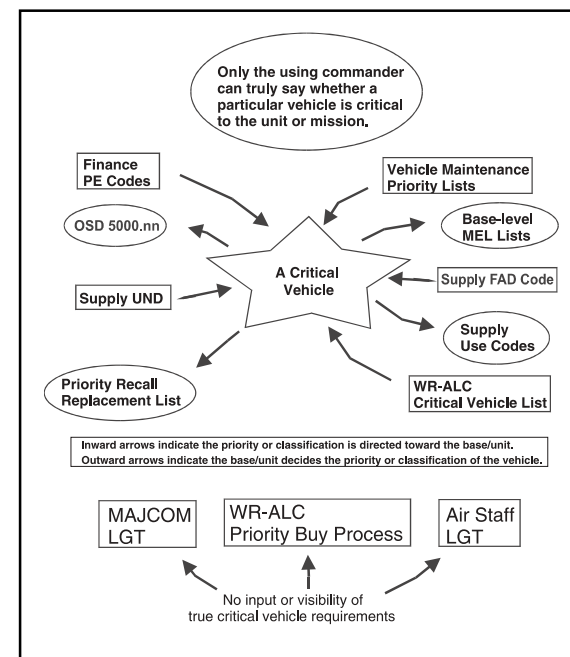 Only the using commander
can truly say whether a
particular vehicle is critical
to the unit or mission.
Finance
PE Codes
Vehicle Maintenance
Priority Lists
OSD 5000.nn
Base-level
MEL Lists
A Critical
Vehicle
Supply FAD Code
Supply UND
Supply
Use Codes
Priority Recall
Replacement List
WR-ALC
Critical Vehicle List
Inward arrows indicate the priority or classification is directed toward the base/unit.
Outward arrows indicate the base/unit decides the priority or classification of the vehicle.
MAJCOM
LGT
WR-ALC
Priority Buy Process
Air Staff
LGT
No input or visibility of
true critical vehicle requirements